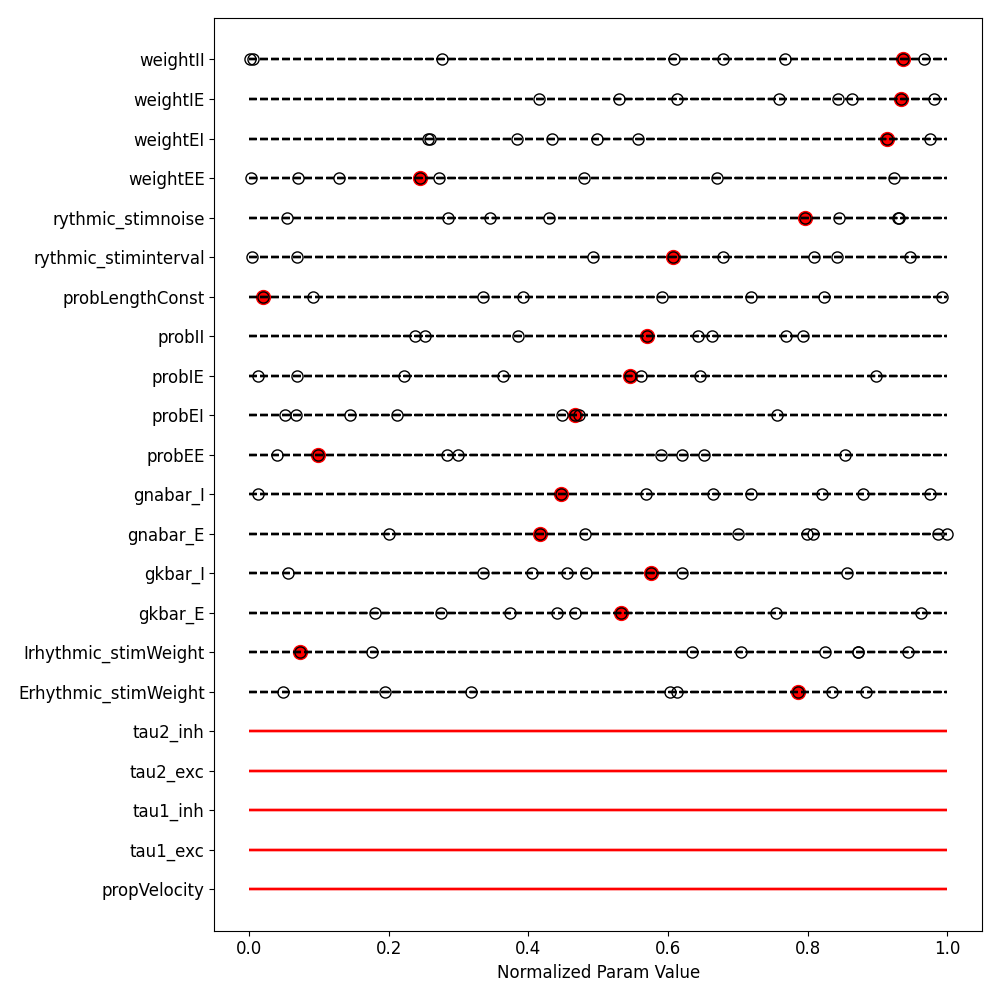 weightII
weightIE
weightEI
weightEE
rythmic_stimnoise
rythmic_stiminterval
probLengthConst
probII
probIE
probEI
probEE
gnabar_I
gnabar_E
gkbar_I
gkbar_E
Irhythmic_stimWeight
Erhythmic_stimWeight
tau2_inh
tau2_exc
tau1_inh
tau1_exc
propVelocity
0.0 0.2 0.4 0.6 0.8 1.0
Normalized Param Value